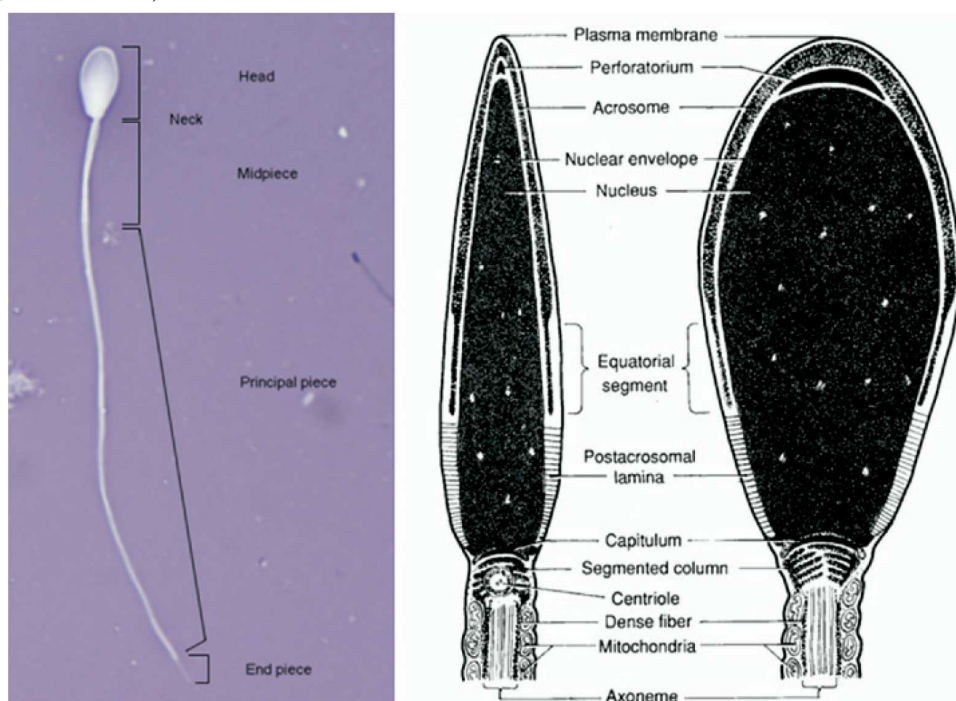 Head
Neck
Midpiece
Principal piece
End piece
Plasma membrane
Perforatorium
Acrosome
Nuclear envelope
Nucleus
Equatorial
segment
Postacrosomal
lamina
Capitulum
Segmented column
Centriole
Dense fiber
Mitochondria
Axoneme